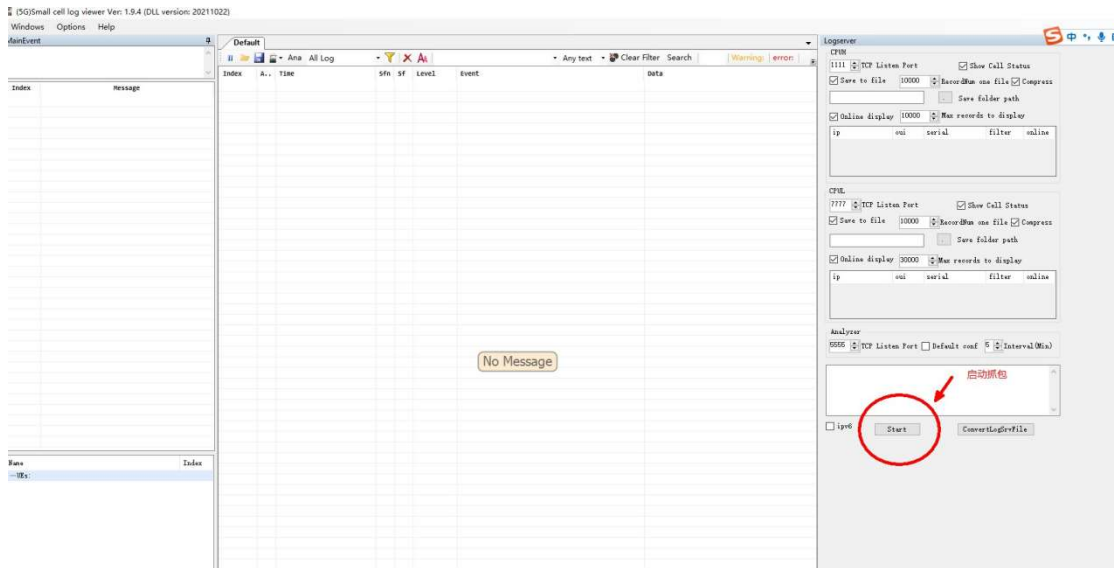 (5G)Small cell log viewer Ver: 1.9.4 (DLL version: 20211022)
Windows Options Help
MainEvent
Index Message
Name Index
—UEs:
Default
Ana All Log Any text Clear Filter Search Warning: error:
Index A.. Time Sfn Sf Level Event Data
No Message
Logserver
中
CPUM
1111 TCP Listen Port Show Call Status
Save to file 10000 RecordNum one file Compress
Save folder path
Online display 10000 Max records to display
ip oui serial filter online
CPUL
7777 TCP Listen Port Show Call Status
Save to file 10000 RecordNum one file Compress
Save folder path
Online display 30000 Max records to display
ip oui serial filter online
Analyzer
5555 TCP Listen Port Default conf 5 Interval(Min)
启动抓包
ipv6 Start ConvertLogSrvFile